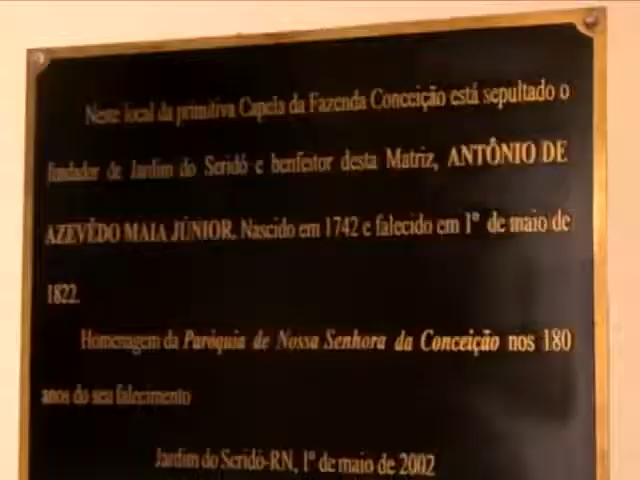 Neste local da primitiva Capela da Fazenda Conceição está sepultado o
fundador de Jardim do Seridó e benfeitor desta Matriz, ANTÔNIO DE
AZEVÊDO MAIA JÚNIOR. Nascido em 1742 e falecido em 1º de maio de
1822.
Homenagem da Paróquia de Nossa Senhora da Conceição nos 180
anos do seu falecimento
Jardim do Seridó-RN, 1º de maio de 2002